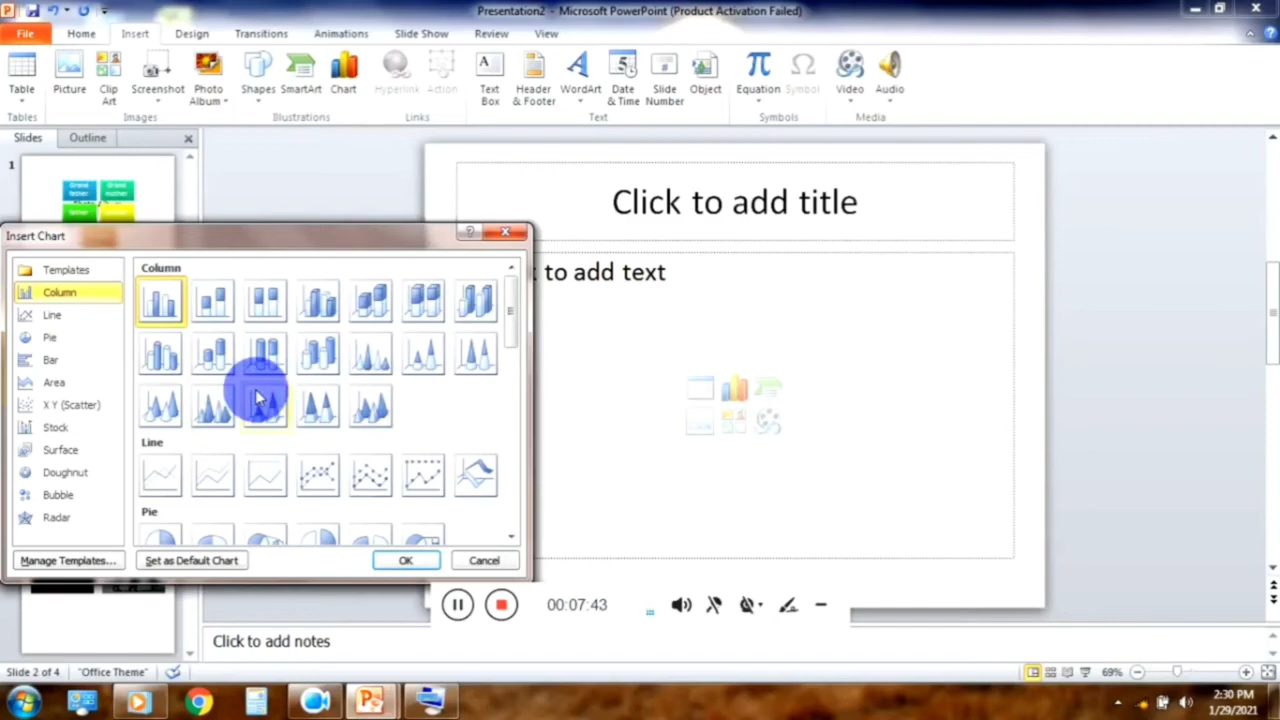 Presentation2 - Microsoft PowerPoint (Product Activation Failed)
File Home Insert Design Transitions Animations Slide Show Review View
Table Picture Clip Art Screenshot Photo Album Shapes SmartArt Chart Hyperlink Action Text Box Header & Footer WordArt Date & Time Slide Number Object Equation Symbol Video Audio
Tables Images Illustrations Links Text Symbols Media
Slides Outline
1
Grand father Grand mother
Click to add title
to add text
Insert Chart
Templates
Column
Line
Pie
Bar
Area
X Y (Scatter)
Stock
Surface
Doughnut
Bubble
Radar
Column
Line
Pie
Manage Templates... Set as Default Chart OK Cancel
00:07:43
Click to add notes
Slide 2 of 4 "Office Theme" 69%
2:30 PM
1/29/2021